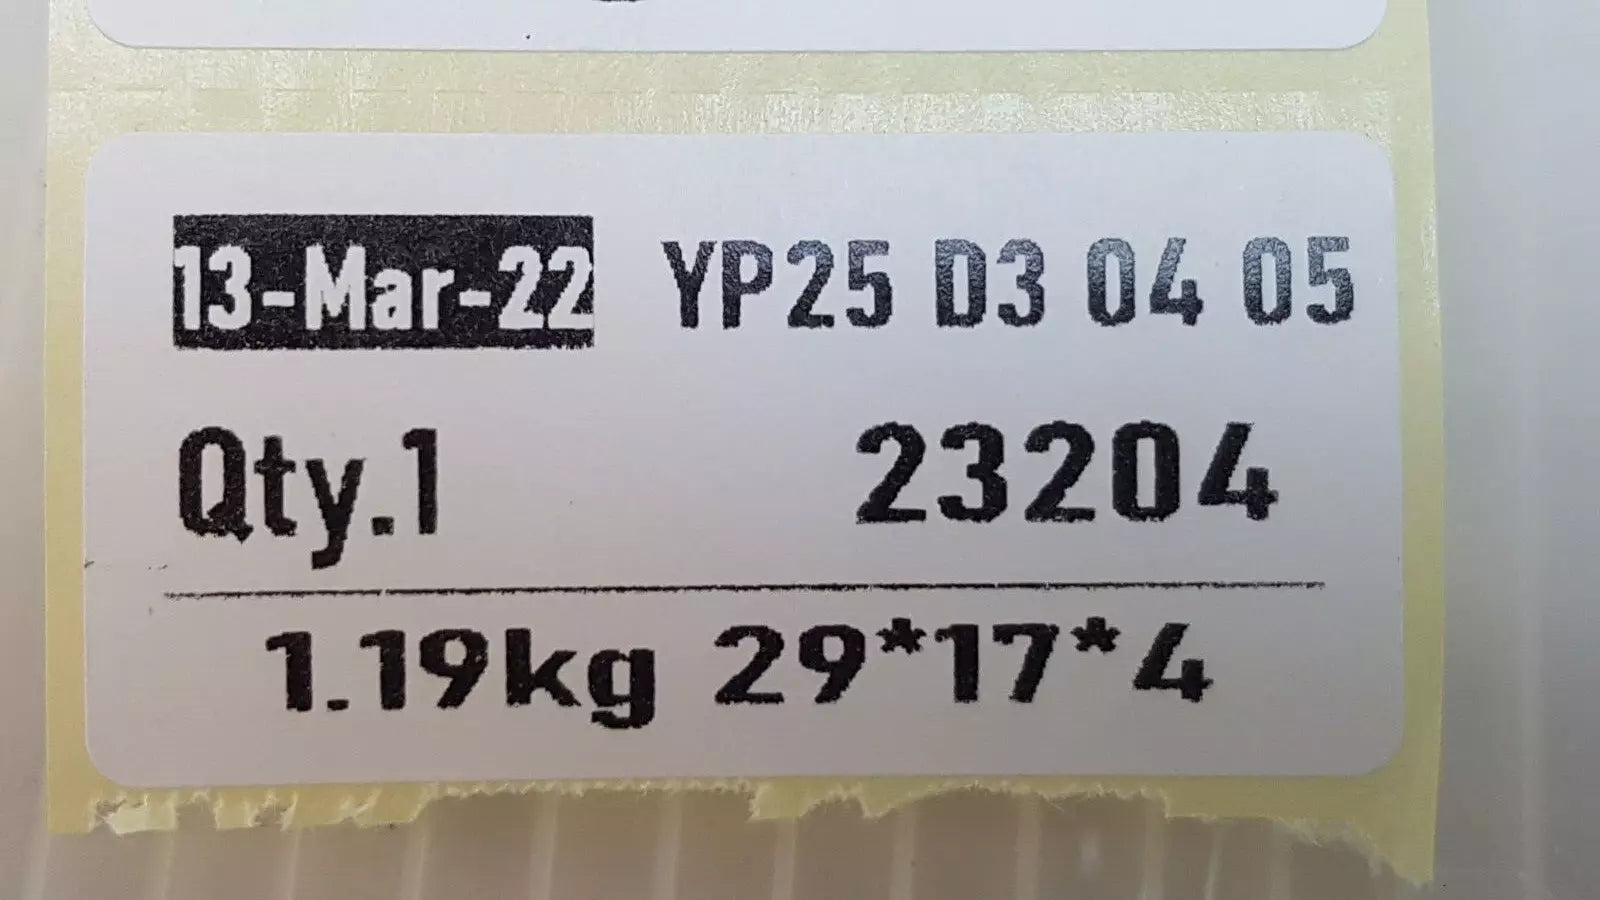 13-Mar-22 YP25 D3 04 05
Qty.1 23204
1.19kg 29*17*4